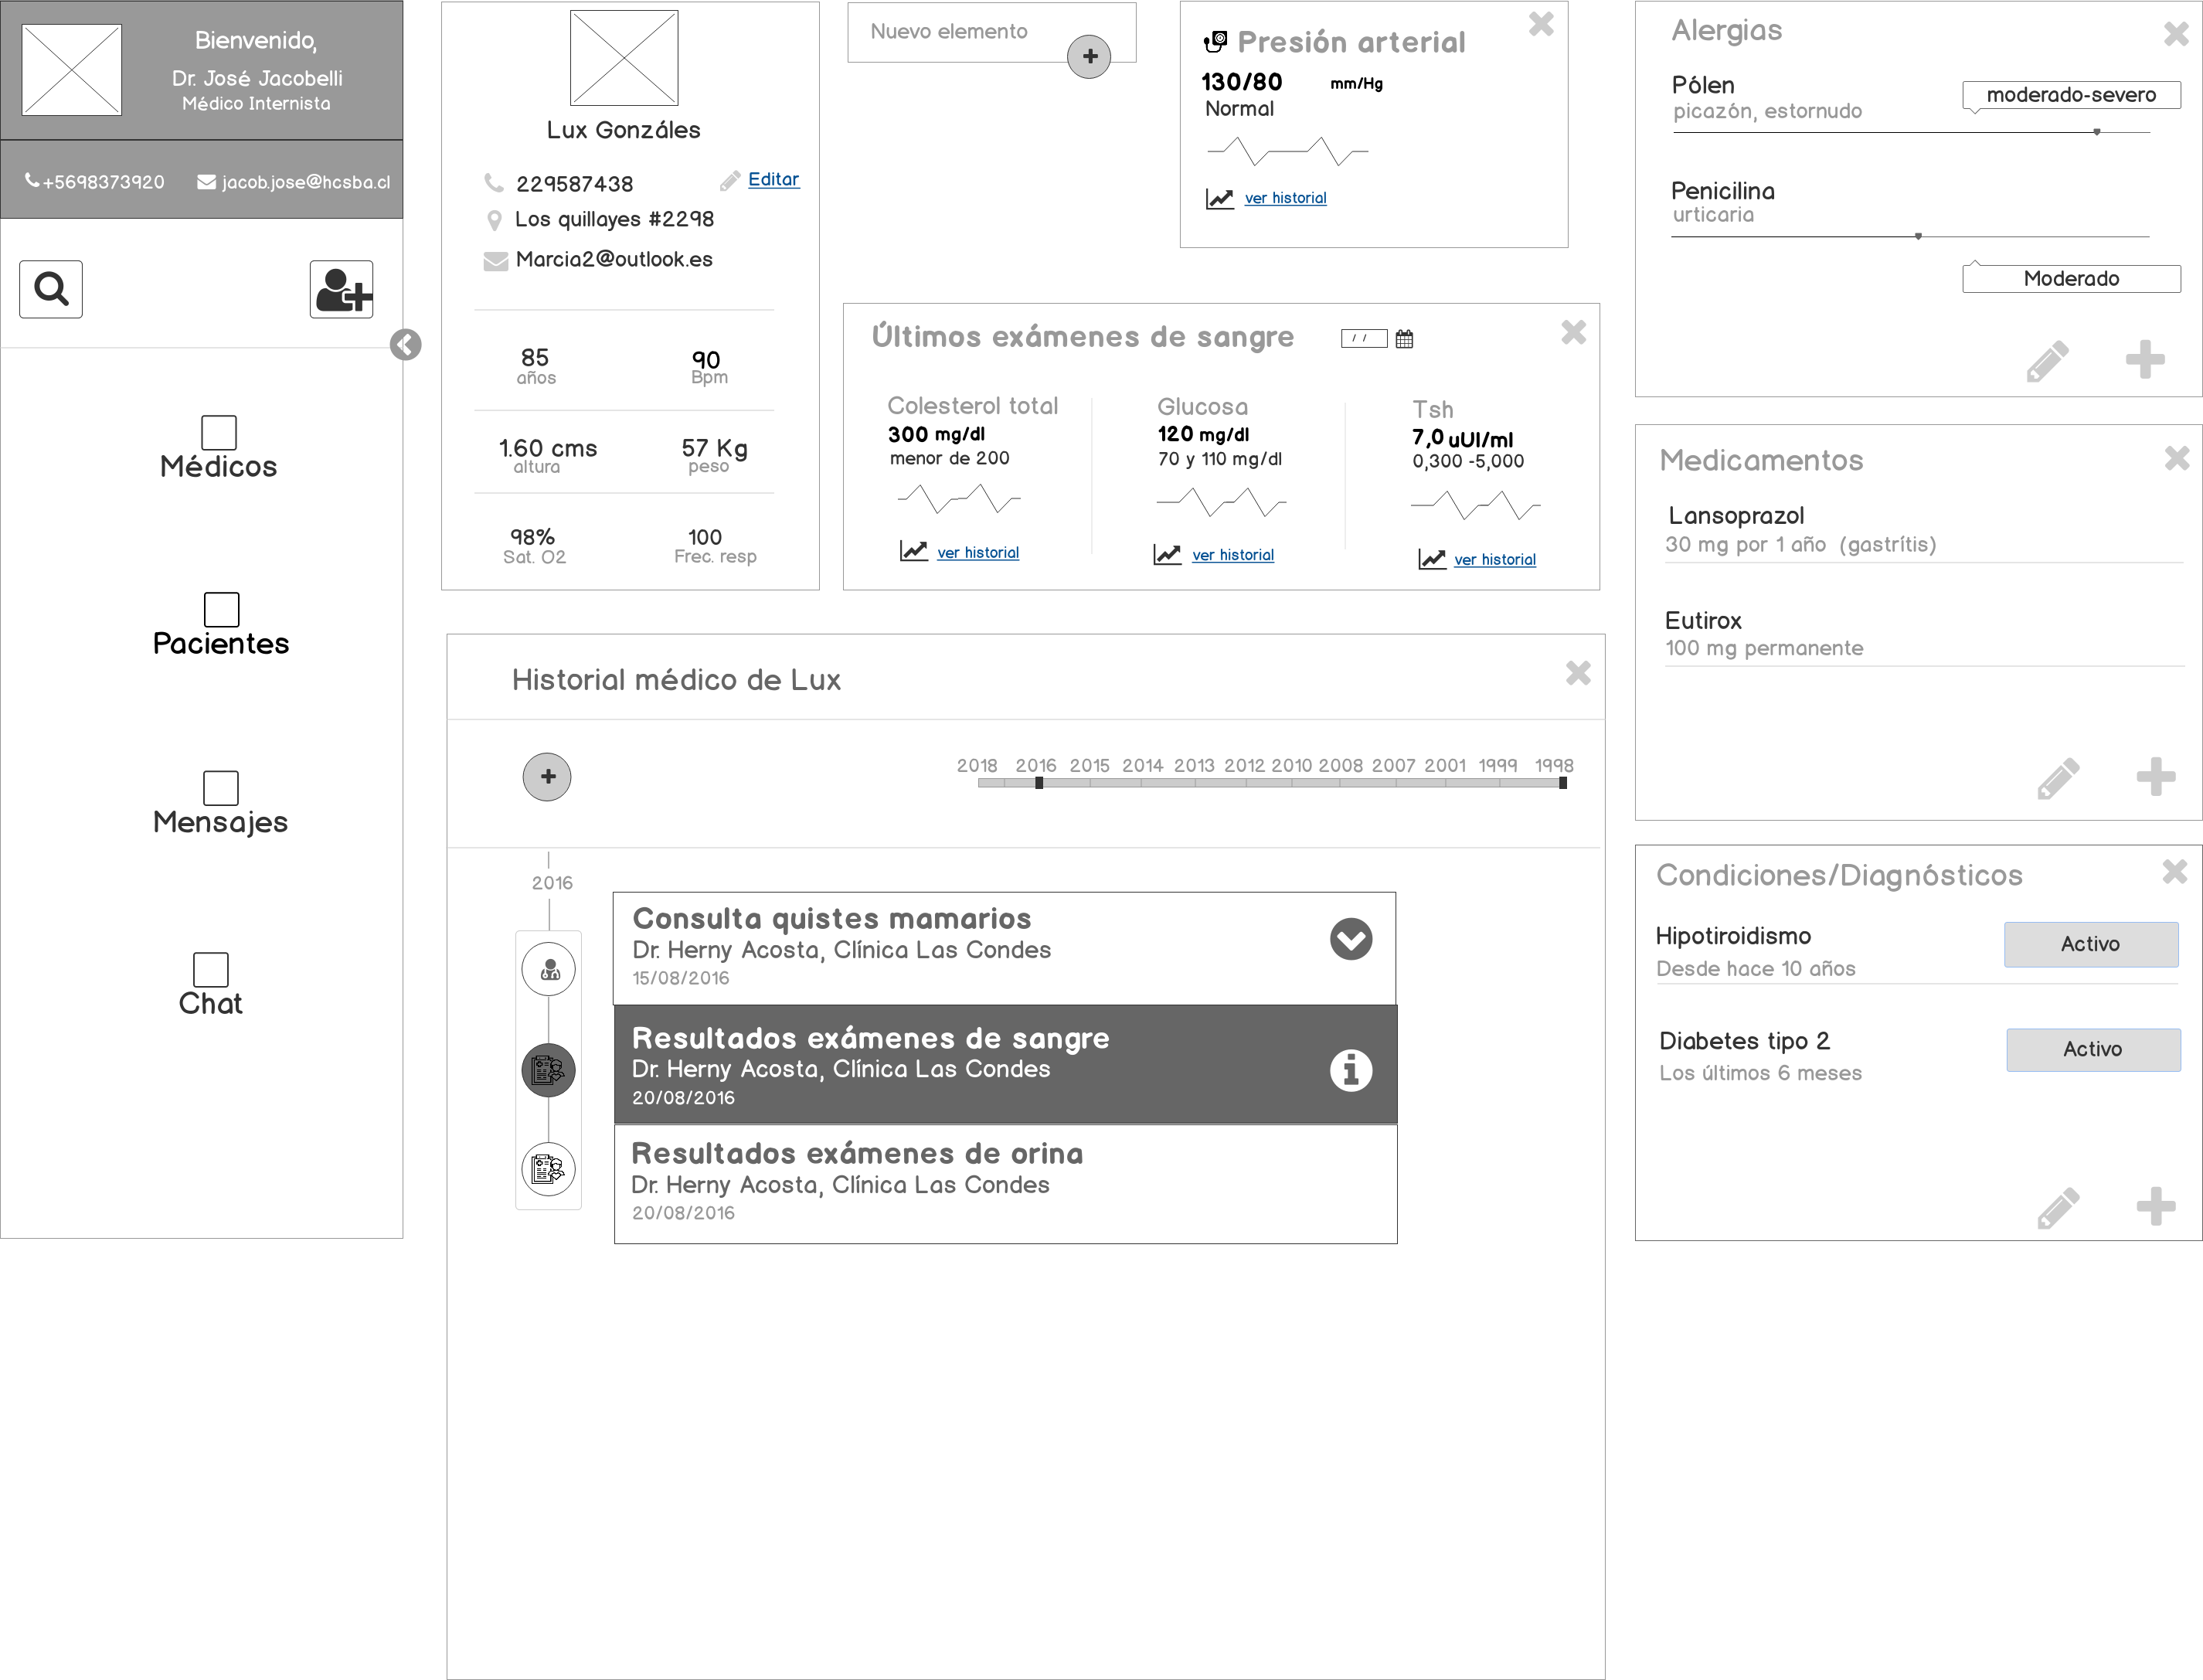 Bienvenido,
Dr. José Jacobelli
Médico Internista
+5698373920
jacob.jose@hcsba.cl
Médicos
Pacientes
Mensajes
Chat
Lux Gonzáles
229587438
Editar
Los quillayes #2298
Marcia2@outlook.es
85
años
90
Bpm
1.60 cms
altura
57 Kg
peso
98%
Sat. O2
100
Frec. resp
Nuevo elemento
Presión arterial
130/80 mm/Hg
Normal
ver historial
Últimos exámenes de sangre
/ /
Colesterol total
300 mg/dl
menor de 200
ver historial
Glucosa
120 mg/dl
70 y 110 mg/dl
ver historial
Tsh
7,0 uUI/ml
0,300 -5,000
ver historial
Historial médico de Lux
2018 2016 2015 2014 2013 2012 2010 2008 2007 2001 1999 1998
2016
Consulta quistes mamarios
Dr. Herny Acosta, Clínica Las Condes
15/08/2016
Resultados exámenes de sangre
Dr. Herny Acosta, Clínica Las Condes
20/08/2016
Resultados exámenes de orina
Dr. Herny Acosta, Clínica Las Condes
20/08/2016
Alergias
Pólen
picazón, estornudo
moderado-severo
Penicilina
urticaria
Moderado
Medicamentos
Lansoprazol
30 mg por 1 año (gastrítis)
Eutirox
100 mg permanente
Condiciones/Diagnósticos
Hipotiroidismo
Desde hace 10 años
Activo
Diabetes tipo 2
Los últimos 6 meses
Activo